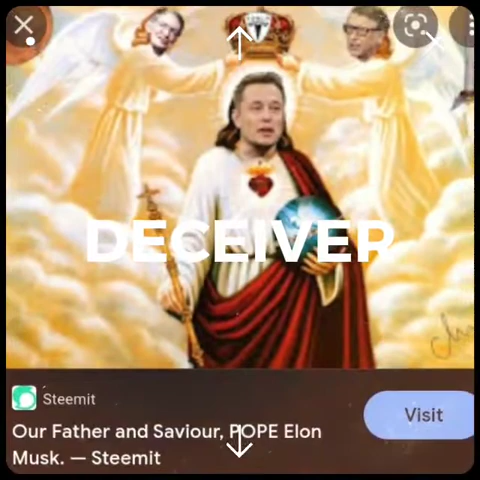 DECEIVER
Steemit
Visit
Our Father and Saviour, POPE Elon
Musk. — Steemit